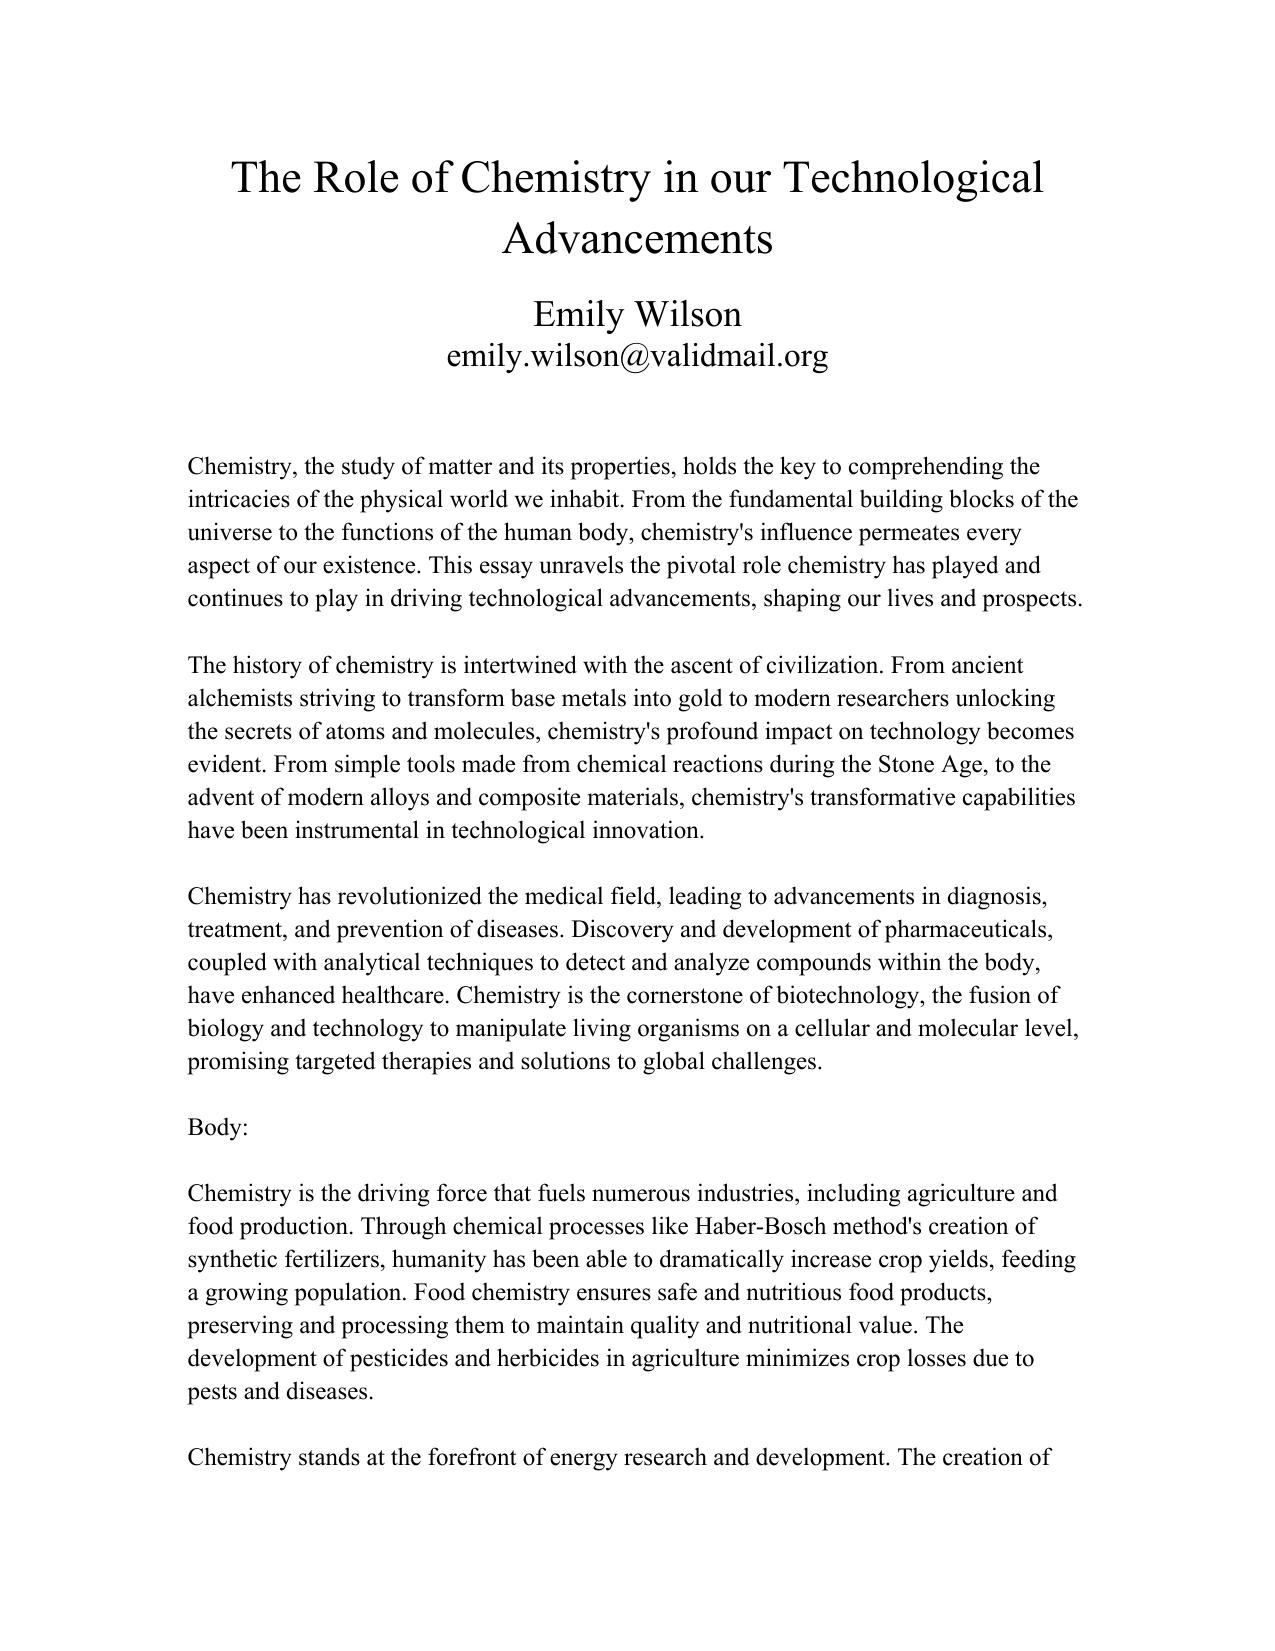 The Role of Chemistry in our Technological
Advancements
Emily Wilson
emily.wilson@validmail.org
Chemistry, the study of matter and its properties, holds the key to comprehending the
intricacies of the physical world we inhabit. From the fundamental building blocks of the
universe to the functions of the human body, chemistry's influence permeates every
aspect of our existence. This essay unravels the pivotal role chemistry has played and
continues to play in driving technological advancements, shaping our lives and prospects.
The history of chemistry is intertwined with the ascent of civilization. From ancient
alchemists striving to transform base metals into gold to modern researchers unlocking
the secrets of atoms and molecules, chemistry's profound impact on technology becomes
evident. From simple tools made from chemical reactions during the Stone Age, to the
advent of modern alloys and composite materials, chemistry's transformative capabilities
have been instrumental in technological innovation.
Chemistry has revolutionized the medical field, leading to advancements in diagnosis,
treatment, and prevention of diseases. Discovery and development of pharmaceuticals,
coupled with analytical techniques to detect and analyze compounds within the body,
have enhanced healthcare. Chemistry is the cornerstone of biotechnology, the fusion of
biology and technology to manipulate living organisms on a cellular and molecular level,
promising targeted therapies and solutions to global challenges.
Body:
Chemistry is the driving force that fuels numerous industries, including agriculture and
food production. Through chemical processes like Haber-Bosch method's creation of
synthetic fertilizers, humanity has been able to dramatically increase crop yields, feeding
a growing population. Food chemistry ensures safe and nutritious food products,
preserving and processing them to maintain quality and nutritional value. The
development of pesticides and herbicides in agriculture minimizes crop losses due to
pests and diseases.
Chemistry stands at the forefront of energy research and development. The creation of